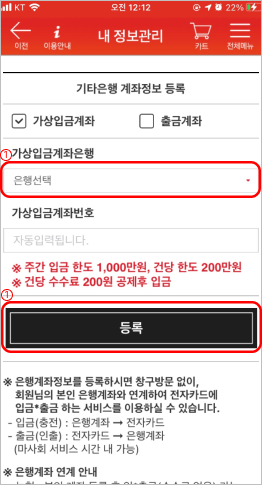 KT 오전 12:12 22%
이전 이용안내 내 정보관리 카트 전체메뉴
기타은행 계좌정보 등록
가상입금계좌 출금계좌
① 가상입금계좌은행
은행선택
가상입금계좌번호
자동입력됩니다.
※ 주간 입금 한도 1,000만원, 건당 한도 200만원
※ 건당 수수료 200원 공제후 입금
①
등록
※ 은행계좌정보를 등록하시면 창구방문 없이,
회원님의 본인 은행계좌와 연계하여 전자카드에
입금*출금 하는 서비스를 이용하실 수 있습니다.
- 입금(충전) : 은행계좌 → 전자카드
- 출금(인출) : 전자카드 → 은행계좌
(마사회 서비스 시간 내 가능)
※ 은행계좌 연계 안내